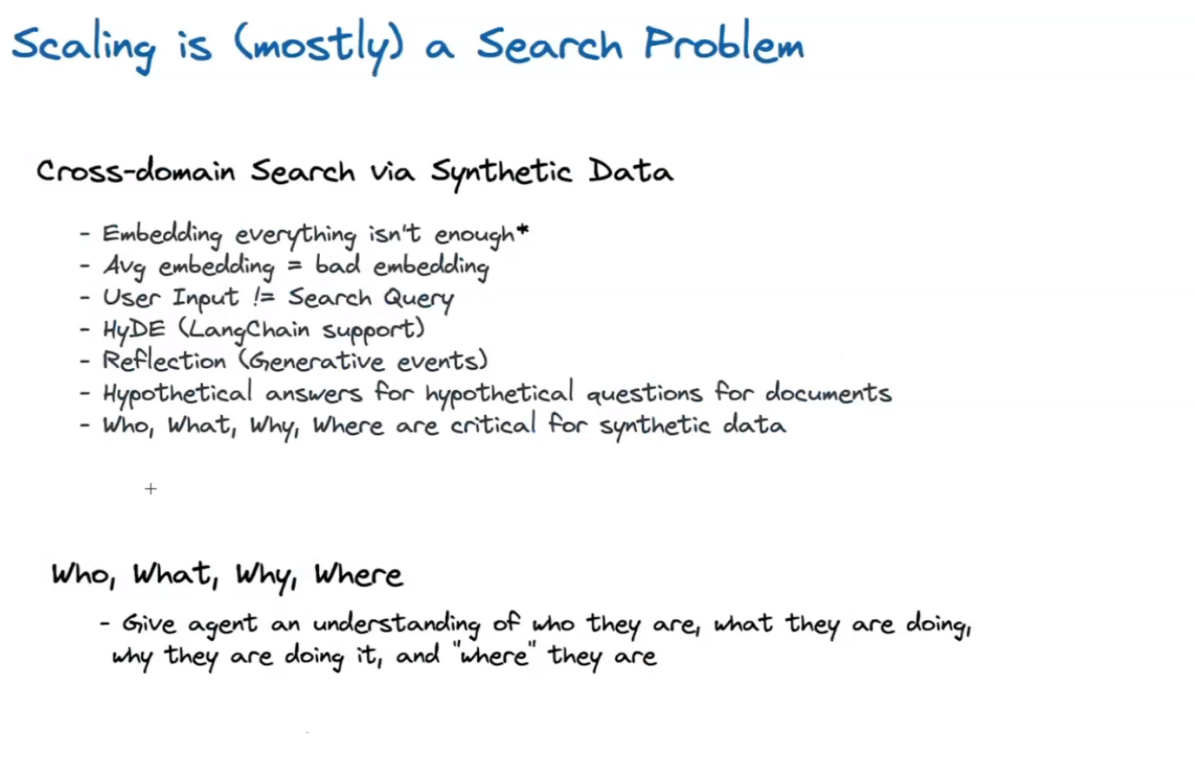 Scaling is (mostly) a Search Problem
Cross-domain Search via Synthetic Data
- Embedding everything isn't enough*
- Avg embedding = bad embedding
- User Input != Search Query
- HyDE (LangChain support)
- Reflection (Generative events)
- Hypothetical answers for hypothetical questions for documents
- Who, What, Why, Where are critical for synthetic data
Who, What, Why, Where
- Give agent an understanding of who they are, what they are doing,
why they are doing it, and "where" they are